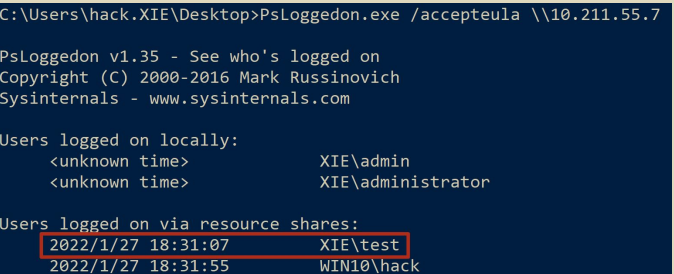 C:\Users\hack.XIE\Desktop>PsLoggedon.exe /accepteula \\10.211.55.7
PsLoggedon v1.35 - See who's logged on
Copyright (C) 2000-2016 Mark Russinovich
Sysinternals - www.sysinternals.com
Users logged on locally:
<unknown time> XIE\admin
<unknown time> XIE\administrator
Users logged on via resource shares:
2022/1/27 18:31:07 XIE\test
2022/1/27 18:31:55 WIN10\hack